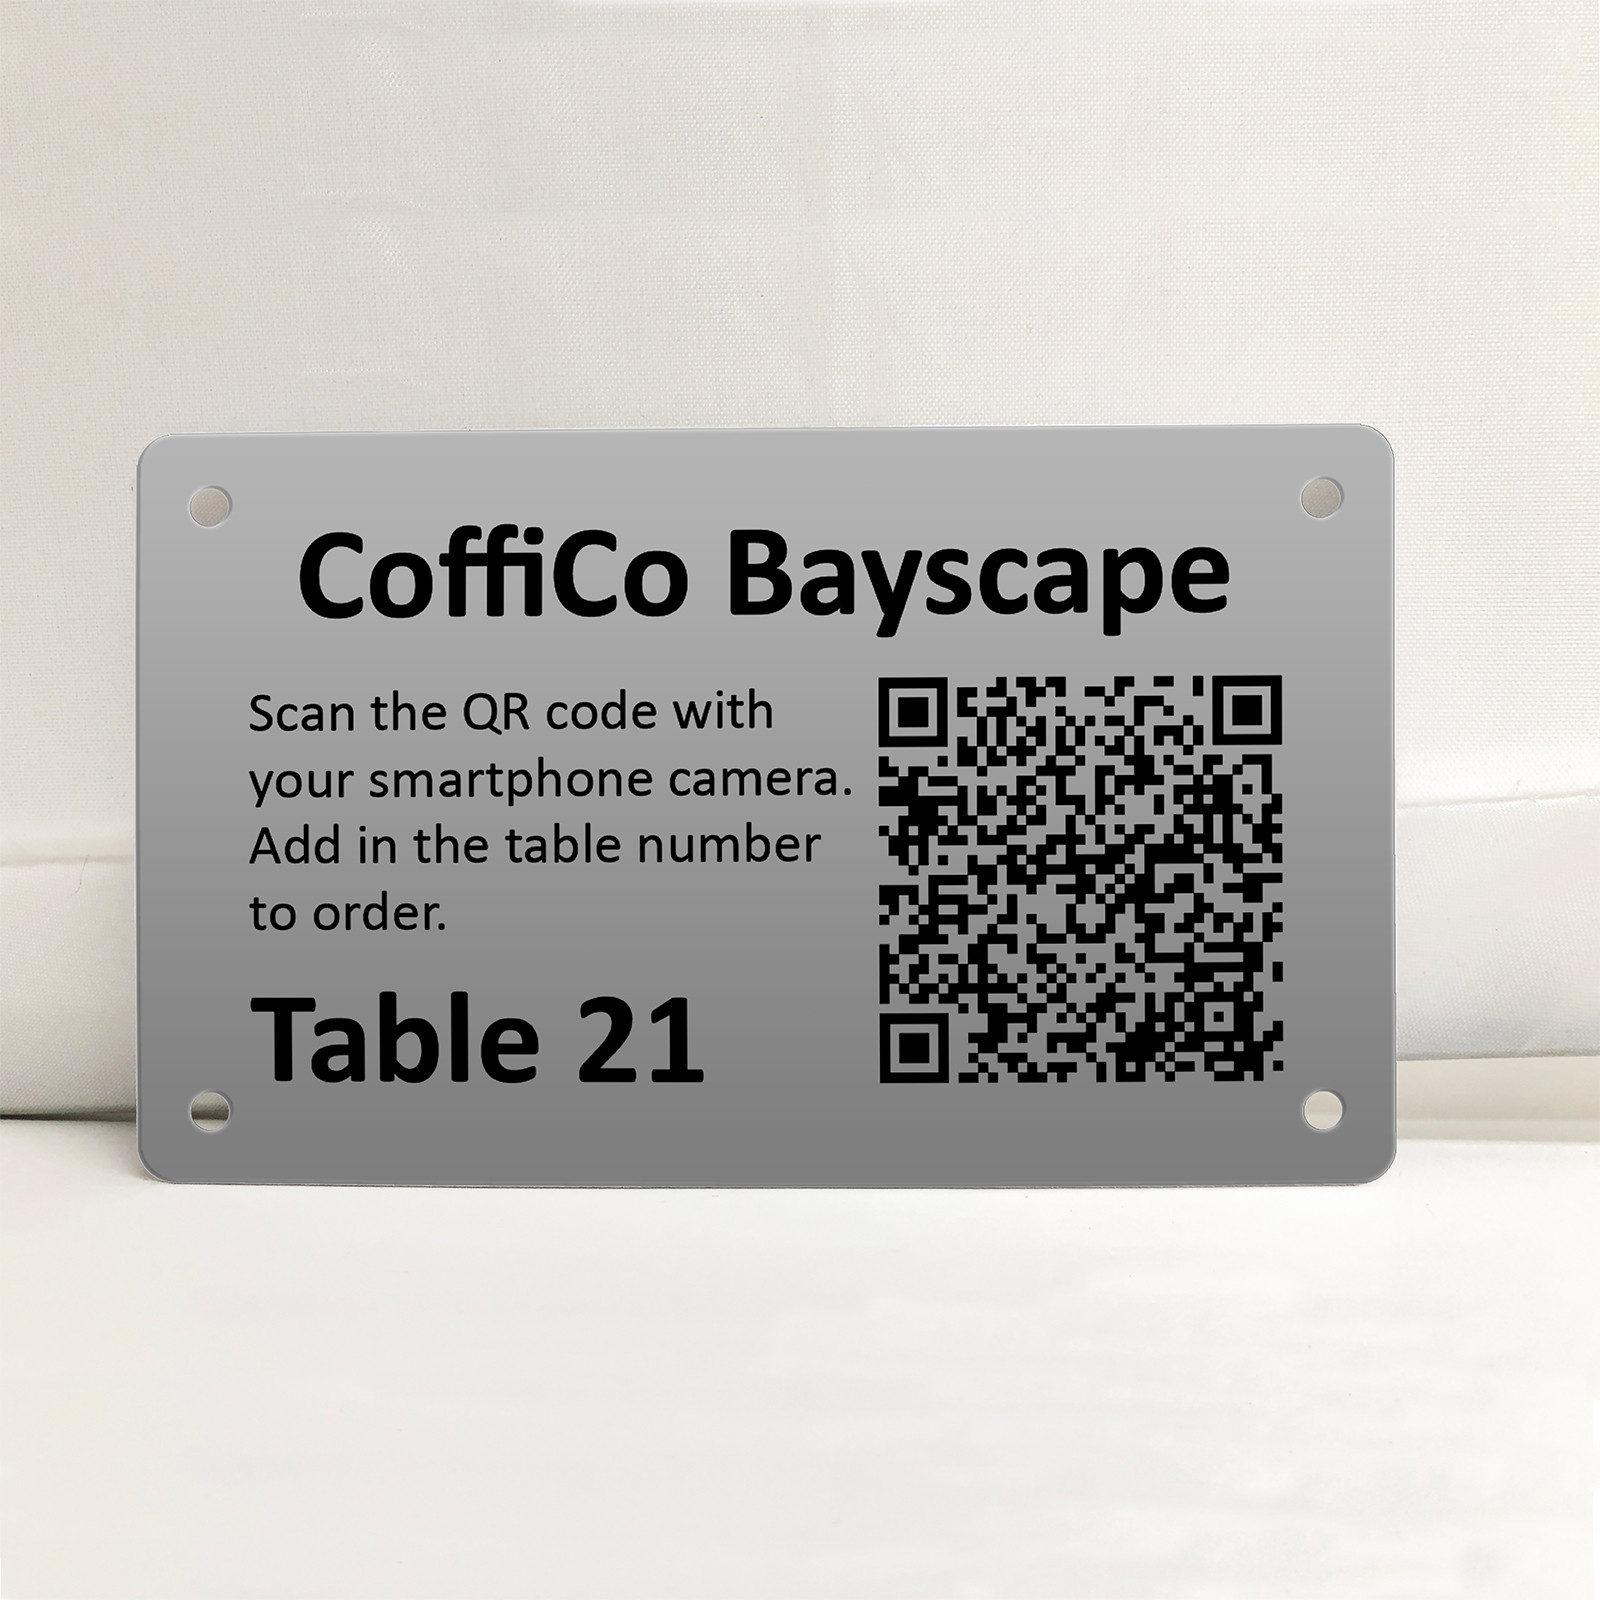 CoffiCo Bayscape
Scan the QR code with
your smartphone camera.
Add in the table number
to order.
Table 21